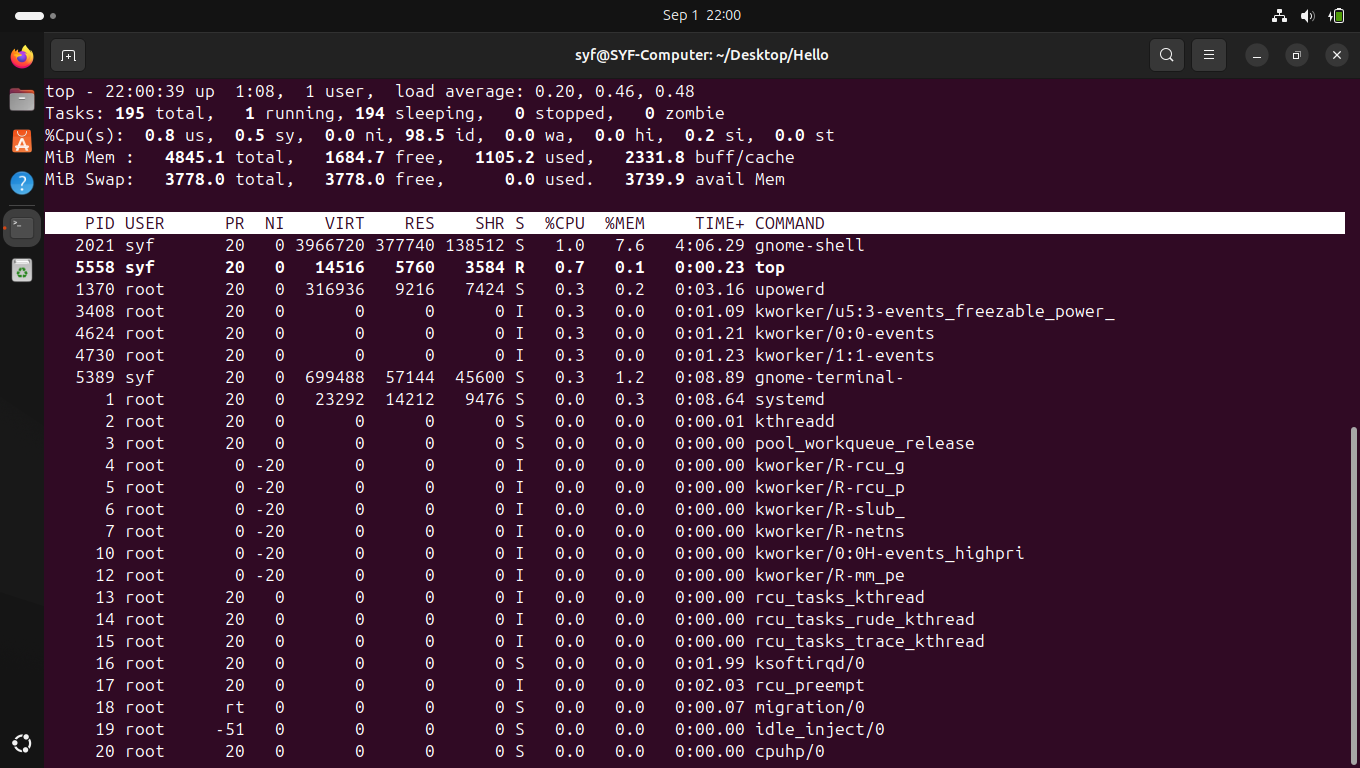 Sep 1 22:00
syf@SYF-Computer: ~/Desktop/Hello
top - 22:00:39 up  1:08,  1 user,  load average: 0.20, 0.46, 0.48
Tasks: 195 total,   1 running, 194 sleeping,   0 stopped,   0 zombie
%Cpu(s):  0.8 us,  0.5 sy,  0.0 ni, 98.5 id,  0.0 wa,  0.0 hi,  0.2 si,  0.0 st
MiB Mem :   4845.1 total,   1684.7 free,   1105.2 used,   2331.8 buff/cache
MiB Swap:   3778.0 total,   3778.0 free,      0.0 used.   3739.9 avail Mem
PID USER      PR  NI    VIRT    RES    SHR S  %CPU  %MEM     TIME+ COMMAND
2021 syf       20   0 3966720 377740 138512 S   1.0   7.6   4:06.29 gnome-shell
5558 syf       20   0   14516   5760   3584 R   0.7   0.1   0:00.23 top
1370 root      20   0  316936   9216   7424 S   0.3   0.2   0:03.16 upowerd
3408 root      20   0       0      0      0 I   0.3   0.0   0:01.09 kworker/u5:3-events_freezable_power_
4624 root      20   0       0      0      0 I   0.3   0.0   0:01.21 kworker/0:0-events
4730 root      20   0       0      0      0 I   0.3   0.0   0:01.23 kworker/1:1-events
5389 syf       20   0  699488  57144  45600 S   0.3   1.2   0:08.89 gnome-terminal-
1 root      20   0   23292  14212   9476 S   0.0   0.3   0:08.64 systemd
2 root      20   0       0      0      0 S   0.0   0.0   0:00.01 kthreadd
3 root      20   0       0      0      0 S   0.0   0.0   0:00.00 pool_workqueue_release
4 root       0 -20       0      0      0 I   0.0   0.0   0:00.00 kworker/R-rcu_g
5 root       0 -20       0      0      0 I   0.0   0.0   0:00.00 kworker/R-rcu_p
6 root       0 -20       0      0      0 I   0.0   0.0   0:00.00 kworker/R-slub_
7 root       0 -20       0      0      0 I   0.0   0.0   0:00.00 kworker/R-netns
10 root       0 -20       0      0      0 I   0.0   0.0   0:00.00 kworker/0:0H-events_highpri
12 root       0 -20       0      0      0 I   0.0   0.0   0:00.00 kworker/R-mm_pe
13 root      20   0       0      0      0 I   0.0   0.0   0:00.00 rcu_tasks_kthread
14 root      20   0       0      0      0 I   0.0   0.0   0:00.00 rcu_tasks_rude_kthread
15 root      20   0       0      0      0 I   0.0   0.0   0:00.00 rcu_tasks_trace_kthread
16 root      20   0       0      0      0 S   0.0   0.0   0:01.99 ksoftirqd/0
17 root      20   0       0      0      0 I   0.0   0.0   0:02.03 rcu_preempt
18 root      rt   0       0      0      0 S   0.0   0.0   0:00.07 migration/0
19 root     -51   0       0      0      0 S   0.0   0.0   0:00.00 idle_inject/0
20 root      20   0       0      0      0 S   0.0   0.0   0:00.00 cpuhp/0